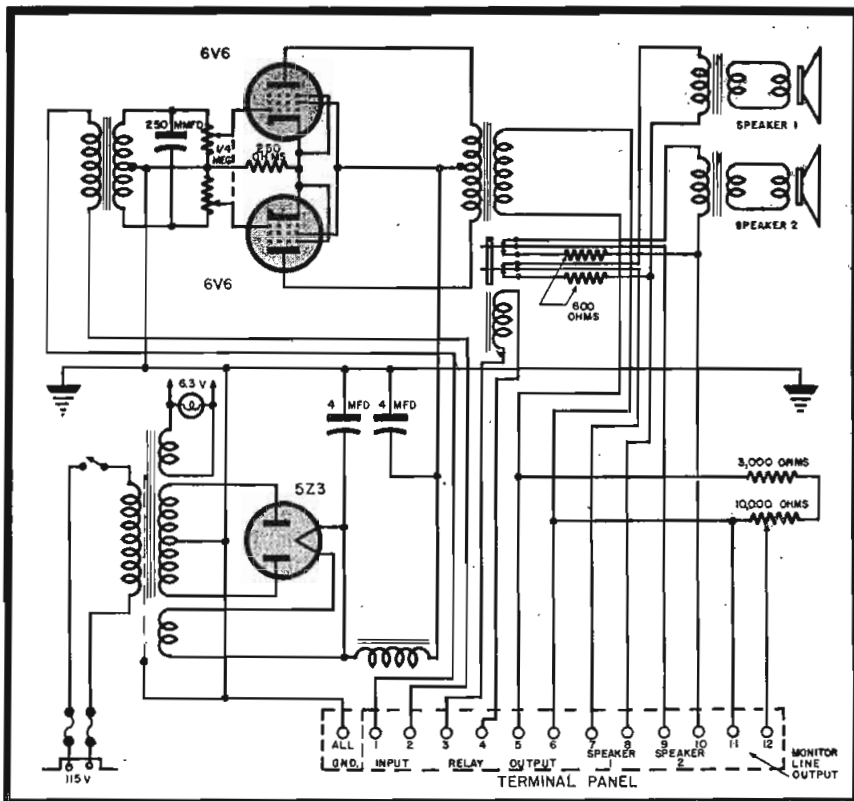 6V6
250 MMFD
1/4 MEG
250 OHMS
6V6
SPEAKER 1
SPEAKER 2
600 OHMS
6.3 V
4 MFD
4 MFD
5Z3
3,000 OHMS
10,000 OHMS
115 V
ALL 1 2 3 4 5 6 7 8 9 10 11 12
GND. INPUT RELAY OUTPUT SPEAKER 1 SPEAKER 2
MONITOR LINE OUTPUT
TERMINAL PANEL